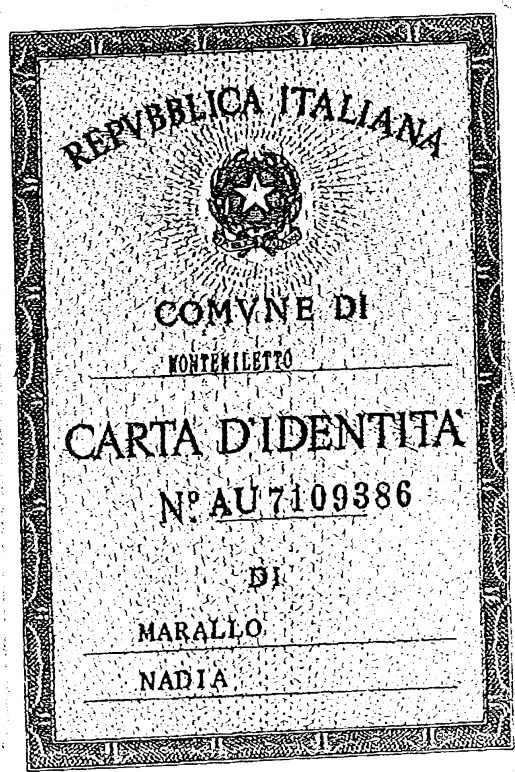 REPVBBLICA ITALIANA
COMVNE DI
MONTEMILETTO
CARTA D'IDENTITA'
Nº AU 7109386
DI
MARALLO
NADIA